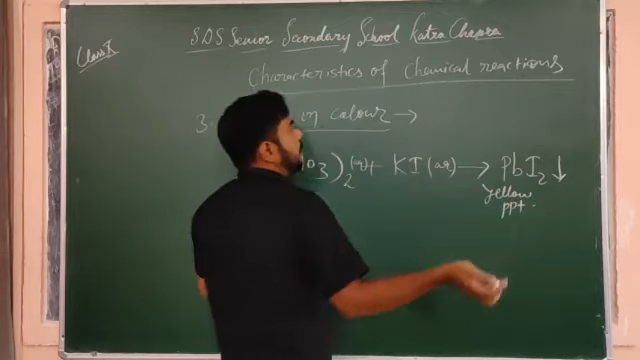 Class X
SDS Senior Secondary School Katra Chapra
Characteristics of chemical reactions
3. in colour →
O3)2(aq) + KI(aq) → PbI2↓
Yellow
ppt.